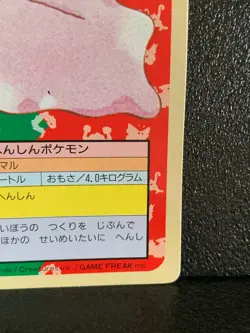 へんしんポケモン
マル
ートル おもさ/4.0キログラム
へんしん
いぼうの つくりを じぶんで
ほかの せいめいたいに へんし
/ Creatures inc. / GAME FREAK inc.